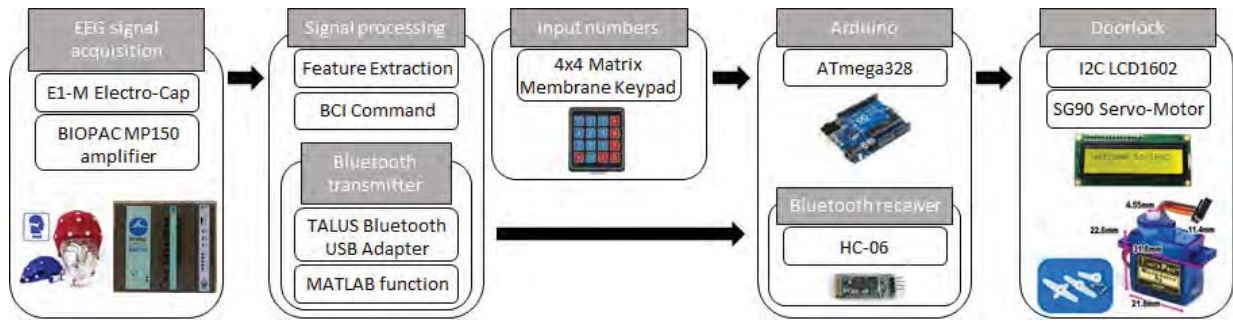 EEG signal
acquisition
E1-M Electro-Cap
BIOPAC MP150
amplifier
Signal processing
Feature Extraction
BCI Command
Bluetooth
transmitter
TALUS Bluetooth
USB Adapter
MATLAB function
Input numbers
4x4 Matrix
Membrane Keypad
Arduino
ATmega328
Bluetooth receiver
HC-06
Doorlock
I2C LCD1602
SG90 Servo-Motor
4.55mm
22.6mm
11.4mm
31.6mm
21.8mm